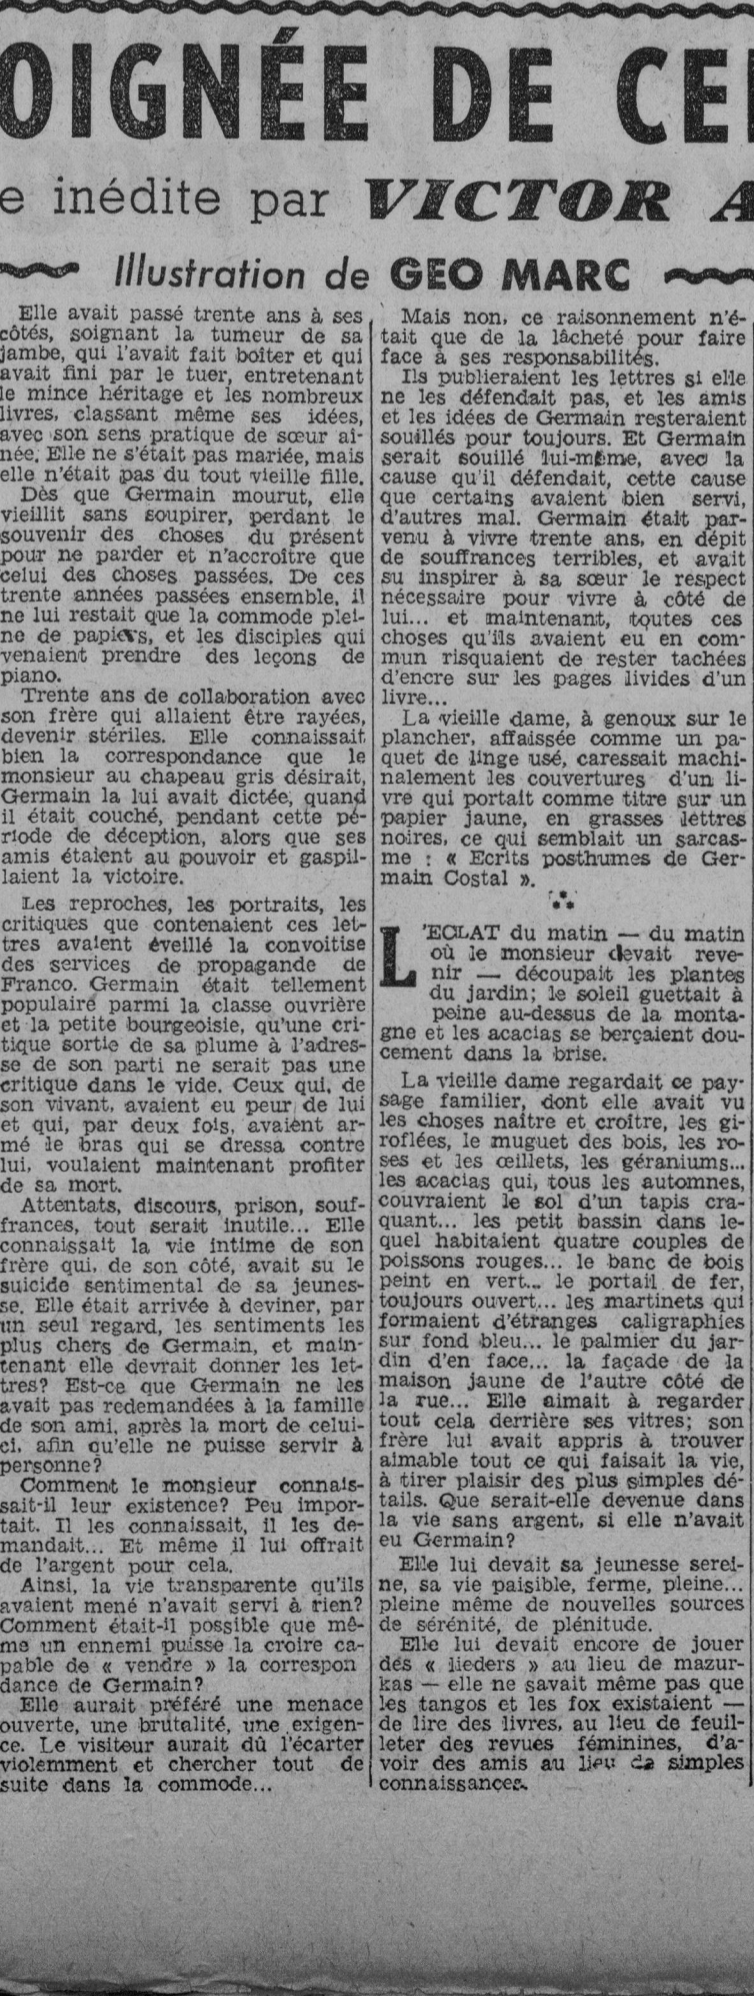 OIGNÉE DE CE
e inédite par VICTOR A
Illustration de GEO MARC
Elle avait passé trente ans à ses
côtés, soignant la tumeur de sa
jambe, qui l'avait fait boîter et qui
avait fini par le tuer, entretenant
le mince héritage et les nombreux
livres, classant même ses idées,
avec son sens pratique de sœur aî-
née. Elle ne s'était pas mariée, mais
elle n'était pas du tout vieille fille.
Dès que Germain mourut, elle
vieillit sans soupirer, perdant le
souvenir des choses du présent
pour ne parder et n'accroître que
celui des choses passées. De ces
trente années passées ensemble, il
ne lui restait que la commode plei-
ne de papiers, et les disciples qui
venaient prendre des leçons de
piano.
Trente ans de collaboration avec
son frère qui allaient être rayées,
devenir stériles. Elle connaissait
bien la correspondance que le
monsieur au chapeau gris désirait,
Germain la lui avait dictée, quand
il était couché, pendant cette pé-
riode de déception, alors que ses
amis étaient au pouvoir et gaspil-
laient la victoire.
Les reproches, les portraits, les
critiques que contenaient ces let-
tres avaient éveillé la convoitise
des services de propagande de
Franco. Germain était tellement
populaire parmi la classe ouvrière
et la petite bourgeoisie, qu'une cri-
tique sortie de sa plume à l'adres-
se de son parti ne serait pas une
critique dans le vide. Ceux qui, de
son vivant, avaient eu peur de lui
et qui, par deux fois, avaient ar-
mé le bras qui se dressa contre
lui, voulaient maintenant profiter
de sa mort.
Attentats, discours, prison, souf-
frances, tout serait inutile... Elle
connaissait la vie intime de son
frère qui, de son côté, avait su le
suicide sentimental de sa jeunes-
se. Elle était arrivée à deviner, par
un seul regard, les sentiments les
plus chers de Germain, et main-
tenant elle devrait donner les let-
tres? Est-ce que Germain ne les
avait pas redemandées à la famille
de son ami, après la mort de celui-
ci, afin qu'elle ne puisse servir à
personne?
Comment le monsieur connais-
sait-il leur existence? Peu impor-
tait. Il les connaissait, il les de-
mandait... Et même il lui offrait
de l'argent pour cela.
Ainsi, la vie transparente qu'ils
avaient mené n'avait servi à rien?
Comment était-il possible que mê-
me un ennemi puisse la croire ca-
pable de « vendre » la correspon
dance de Germain?
Elle aurait préféré une menace
ouverte, une brutalité, une exigen-
ce. Le visiteur aurait dû l'écarter
violemment et chercher tout de
suite dans la commode...
Mais non, ce raisonnement n'é-
tait que de la lâcheté pour faire
face à ses responsabilités.
Ils publieraient les lettres si elle
ne les défendait pas, et les amis
et les idées de Germain resteraient
souillés pour toujours. Et Germain
serait souillé lui-même, avec la
cause qu'il défendait, cette cause
que certains avaient bien servi,
d'autres mal. Germain était par-
venu à vivre trente ans, en dépit
de souffrances terribles, et avait
su inspirer à sa sœur le respect
nécessaire pour vivre à côté de
lui... et maintenant, toutes ces
choses qu'ils avaient eu en com-
mun risquaient de rester tachées
d'encre sur les pages livides d'un
livre...
La vieille dame, à genoux sur le
plancher, affaissée comme un pa-
quet de linge usé, caressait machi-
nalement les couvertures d'un li-
vre qui portait comme titre sur un
papier jaune, en grasses lettres
noires, ce qui semblait un sarcas-
me : « Ecrits posthumes de Ger-
main Costal ».
L'ECLAT du matin — du matin
où le monsieur devait reve-
nir — découpait les plantes
du jardin; le soleil guettait à
peine au-dessus de la monta-
gne et les acacias se berçaient dou-
cement dans la brise.
La vieille dame regardait ce pay-
sage familier, dont elle avait vu
les choses naître et croître, les gi-
roflées, le muguet des bois, les ro-
ses et les œillets, les géraniums...
les acacias qui, tous les automnes,
couvraient le sol d'un tapis cra-
quant... les petit bassin dans le-
quel habitaient quatre couples de
poissons rouges... le banc de bois
peint en vert... le portail de fer,
toujours ouvert... les martinets qui
formaient d'étranges caligraphies
sur fond bleu... le palmier du jar-
din d'en face... la façade de la
maison jaune de l'autre côté de
la rue... Elle aimait à regarder
tout cela derrière ses vitres; son
frère lui avait appris à trouver
aimable tout ce qui faisait la vie,
à tirer plaisir des plus simples dé-
tails. Que serait-elle devenue dans
la vie sans argent, si elle n'avait
eu Germain?
Elle lui devait sa jeunesse serei-
ne, sa vie paisible, ferme, pleine...
pleine même de nouvelles sources
de sérénité, de plénitude.
Elle lui devait encore de jouer
des « lieders » au lieu de mazur-
kas — elle ne savait même pas que
les tangos et les fox existaient —
de lire des livres, au lieu de feuil-
leter des revues féminines, d'a-
voir des amis au lieu de simples
connaissances.